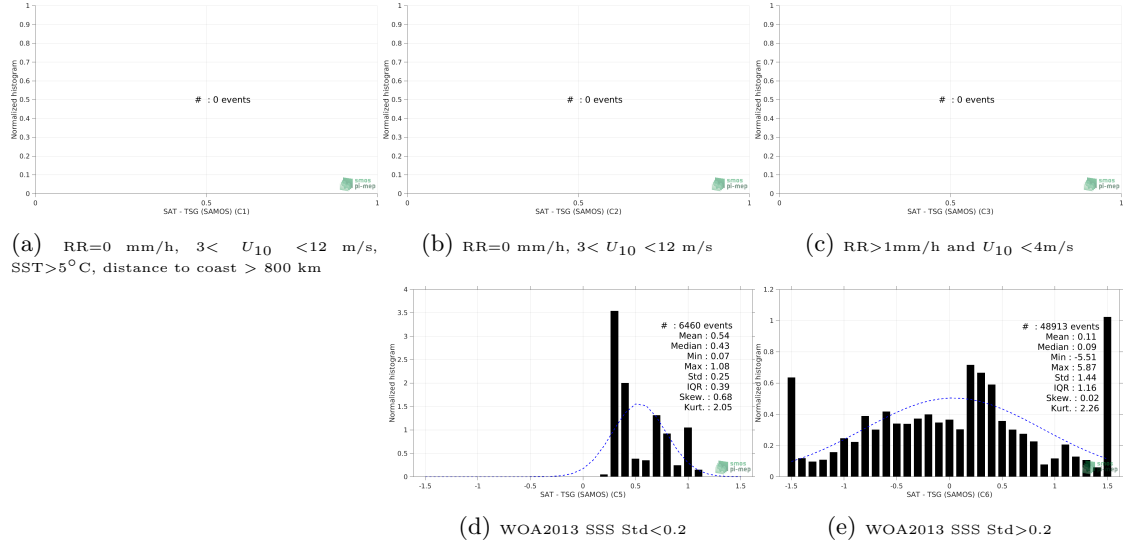 1
0.9
0.8
0.7
0.6
0.5
0.4
0.3
0.2
0.1
0
Normalized histogram
# : 0 events
smos
pi-mep
0 0.5 1
SAT - TSG (SAMOS) (C1)
1
0.9
0.8
0.7
0.6
0.5
0.4
0.3
0.2
0.1
0
Normalized histogram
# : 0 events
smos
pi-mep
0 0.5 1
SAT - TSG (SAMOS) (C2)
1
0.9
0.8
0.7
0.6
0.5
0.4
0.3
0.2
0.1
0
Normalized histogram
# : 0 events
smos
pi-mep
0 0.5 1
SAT - TSG (SAMOS) (C3)
(a) RR=0 mm/h, 3< U10 <12 m/s,
SST>5°C, distance to coast > 800 km
(b) RR=0 mm/h, 3< U10 <12 m/s
(c) RR>1mm/h and U10 <4m/s
4
3.5
3
2.5
2
1.5
1
0.5
0
Normalized histogram
# : 6460 events
Mean : 0.54
Median : 0.43
Min : 0.07
Max : 1.08
Std : 0.25
IQR : 0.39
Skew. : 0.68
Kurt. : 2.05
smos
pi-mep
-1.5 -1 -0.5 0 0.5 1 1.5
SAT - TSG (SAMOS) (C5)
1.2
1
0.8
0.6
0.4
0.2
0
Normalized histogram
# : 48913 events
Mean : 0.11
Median : 0.09
Min : -5.51
Max : 5.87
Std : 1.44
IQR : 1.16
Skew. : 0.02
Kurt. : 2.26
smos
pi-mep
-1.5 -1 -0.5 0 0.5 1 1.5
SAT - TSG (SAMOS) (C6)
(d) WOA2013 SSS Std<0.2
(e) WOA2013 SSS Std>0.2